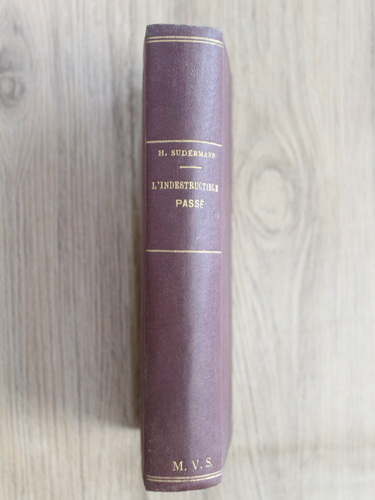 H. SUDERMANN
L'INDESTRUCTIBLE
PASSÉ
M. V. S.